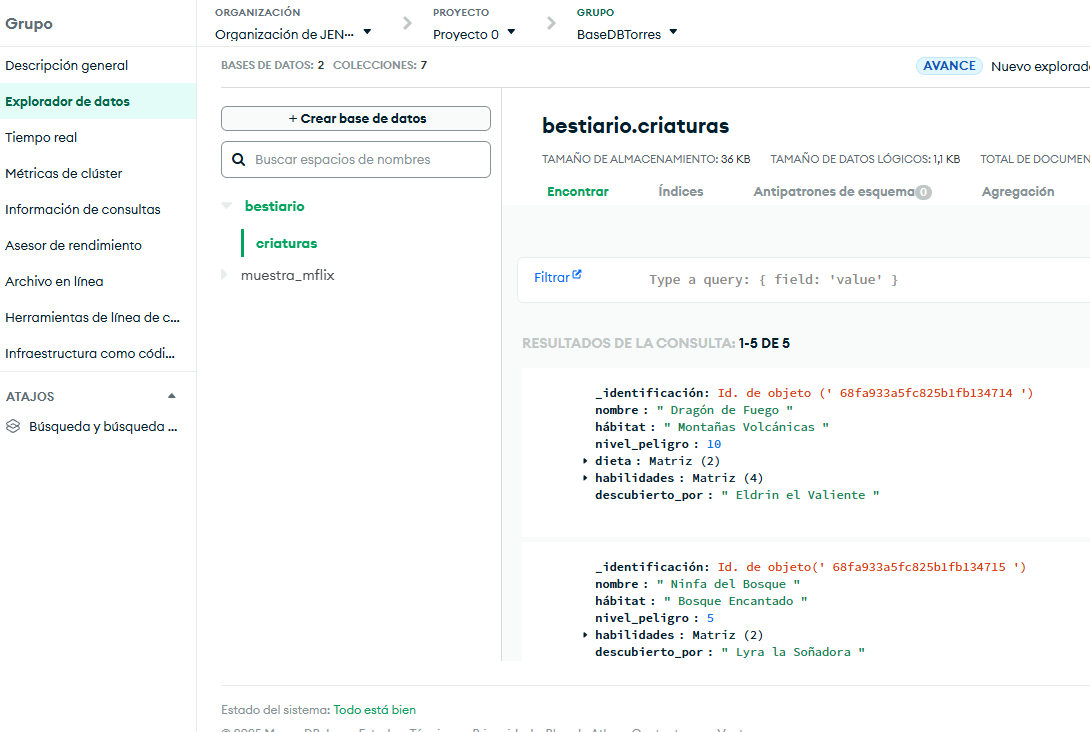 Grupo
ORGANIZACIÓN
Organización de JEN...
PROYECTO
Proyecto 0
GRUPO
BaseDBTorres
Descripción general
Explorador de datos
Tiempo real
Métricas de clúster
Información de consultas
Asesor de rendimiento
Archivo en línea
Herramientas de línea de c...
Infraestructura como códi...
ATAJOS
Búsqueda y búsqueda ...
BASES DE DATOS: 2 COLECCIONES: 7
AVANCE Nuevo explorad
+ Crear base de datos
Buscar espacios de nombres
bestiario
criaturas
muestra_mflix
bestiario.criaturas
TAMAÑO DE ALMACENAMIENTO: 36 KB TAMAÑO DE DATOS LÓGICOS: 1,1 KB TOTAL DE DOCUMEN
Encontrar Índices Antipatrones de esquema 0 Agregación
Filtrar Type a query: { field: 'value' }
RESULTADOS DE LA CONSULTA: 1-5 DE 5
_identificación: Id. de objeto (' 68fa933a5fc825b1fb134714 ')
nombre : " Dragón de Fuego "
hábitat : " Montañas Volcánicas "
nivel_peligro : 10
dieta : Matriz (2)
habilidades : Matriz (4)
descubierto_por : " Eldrin el Valiente "
_identificación: Id. de objeto(' 68fa933a5fc825b1fb134715 ')
nombre : " Ninfa del Bosque "
hábitat : " Bosque Encantado "
nivel_peligro : 5
habilidades : Matriz (2)
descubierto_por : " Lyra la Soñadora "
Estado del sistema: Todo está bien